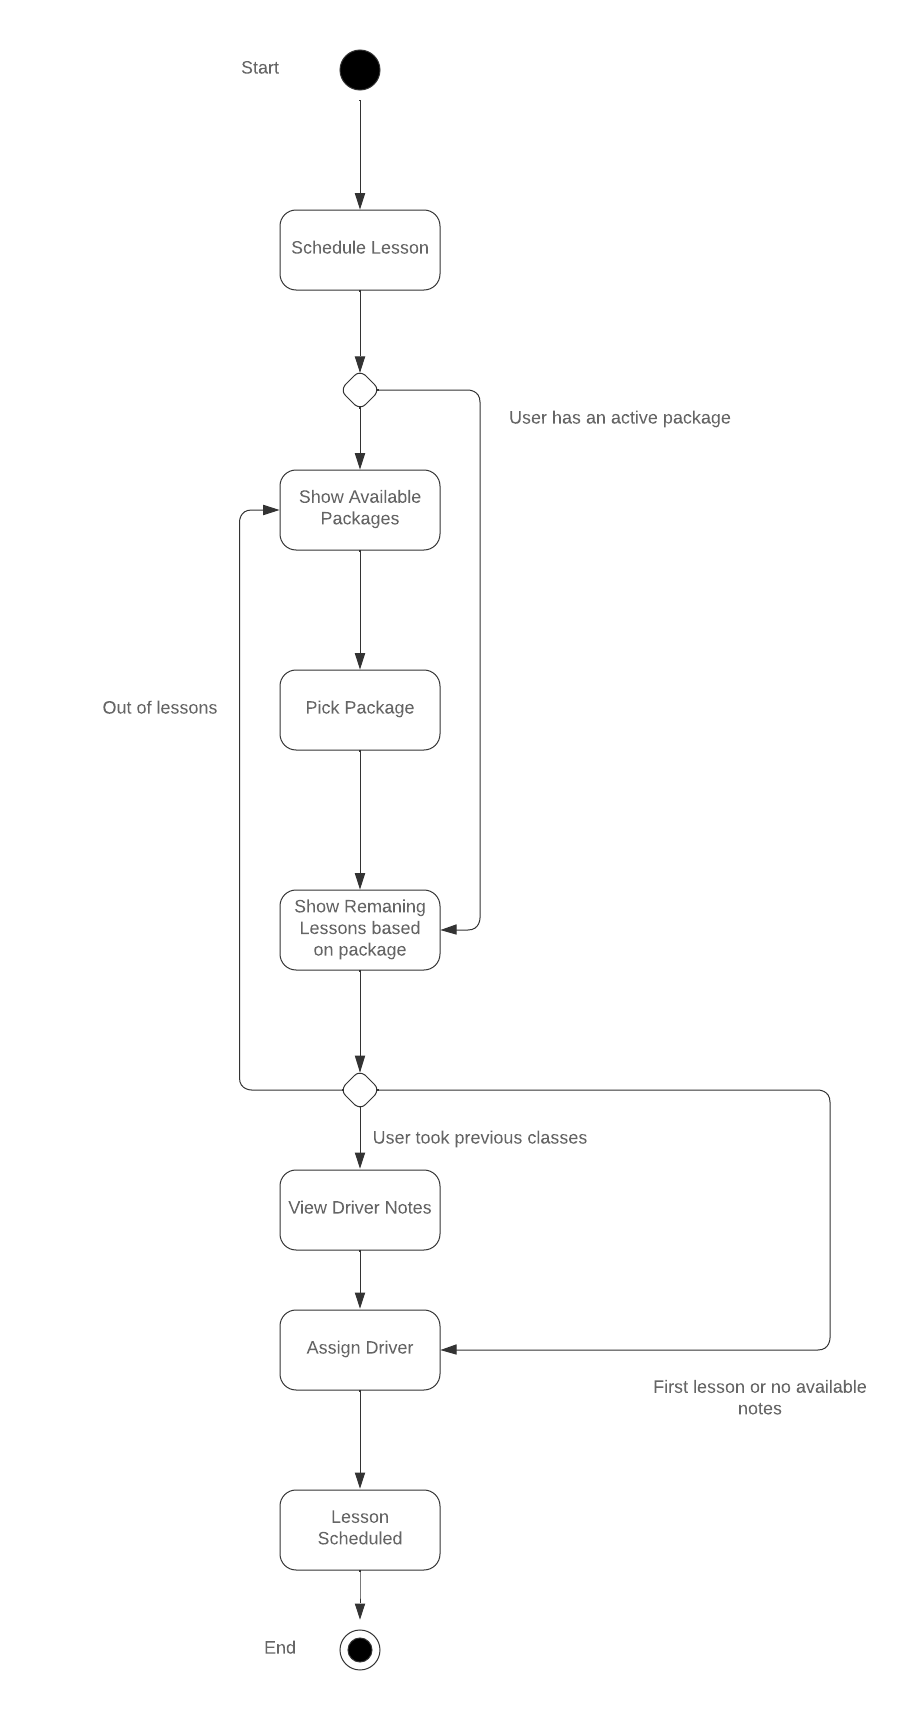 Start
Schedule Lesson
User has an active package
Show Available
Packages
Out of lessons
Pick Package
Show Remaning
Lessons based
on package
User took previous classes
View Driver Notes
Assign Driver
First lesson or no available
notes
Lesson
Scheduled
End